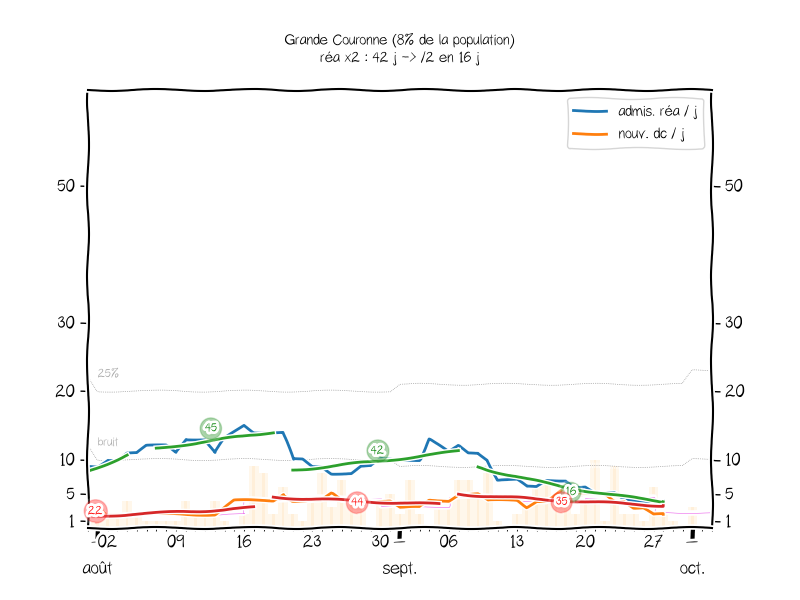 Grande Couronne (8% de la population)
réa x2 : 42 j -> /2 en 16 j
admis. réa / j
nouv. dc / j
50
50
30
30
25%
20
20
45
bruit
42
10
10
16
5
5
22
44
35
1
1
02 09 16 23 30 06 13 20 27
août sept. oct.